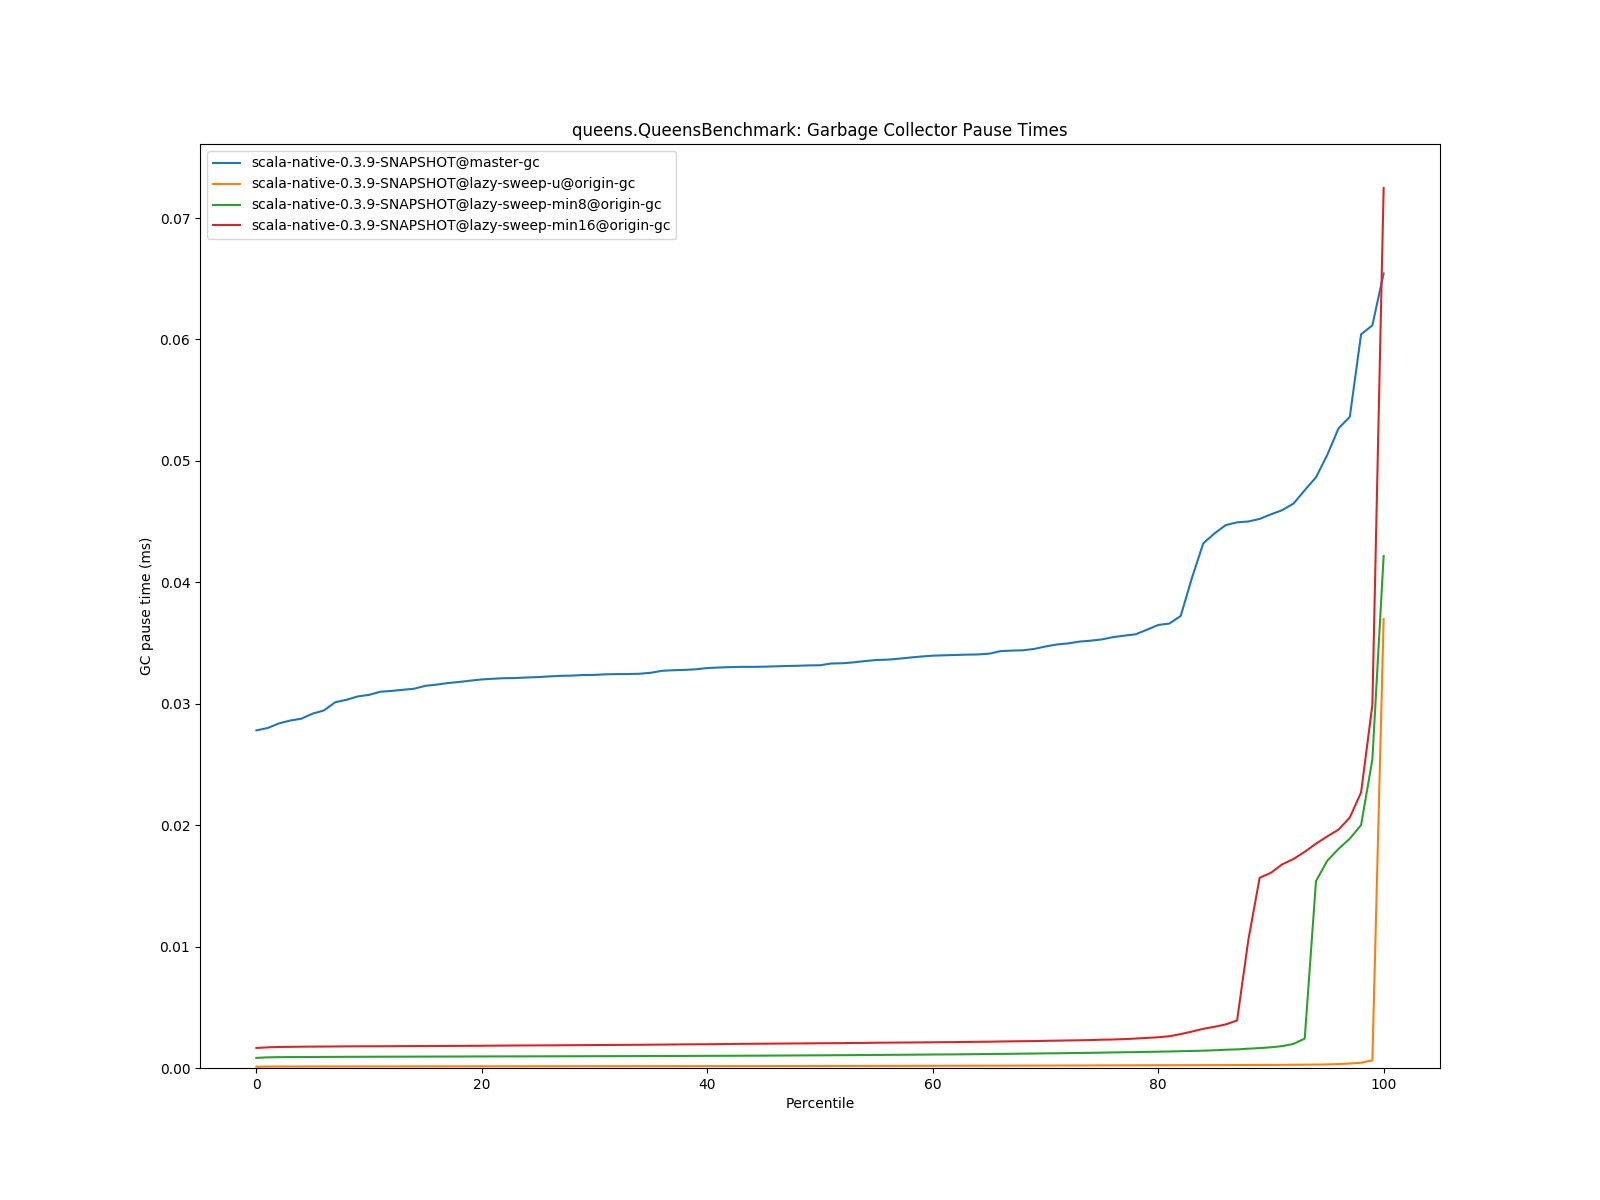 queens.QueensBenchmark: Garbage Collector Pause Times
scala-native-0.3.9-SNAPSHOT@master-gc
scala-native-0.3.9-SNAPSHOT@lazy-sweep-u@origin-gc
scala-native-0.3.9-SNAPSHOT@lazy-sweep-min8@origin-gc
scala-native-0.3.9-SNAPSHOT@lazy-sweep-min16@origin-gc
GC pause time (ms)
0.07
0.06
0.05
0.04
0.03
0.02
0.01
0.00
0 20 40 60 80 100
Percentile